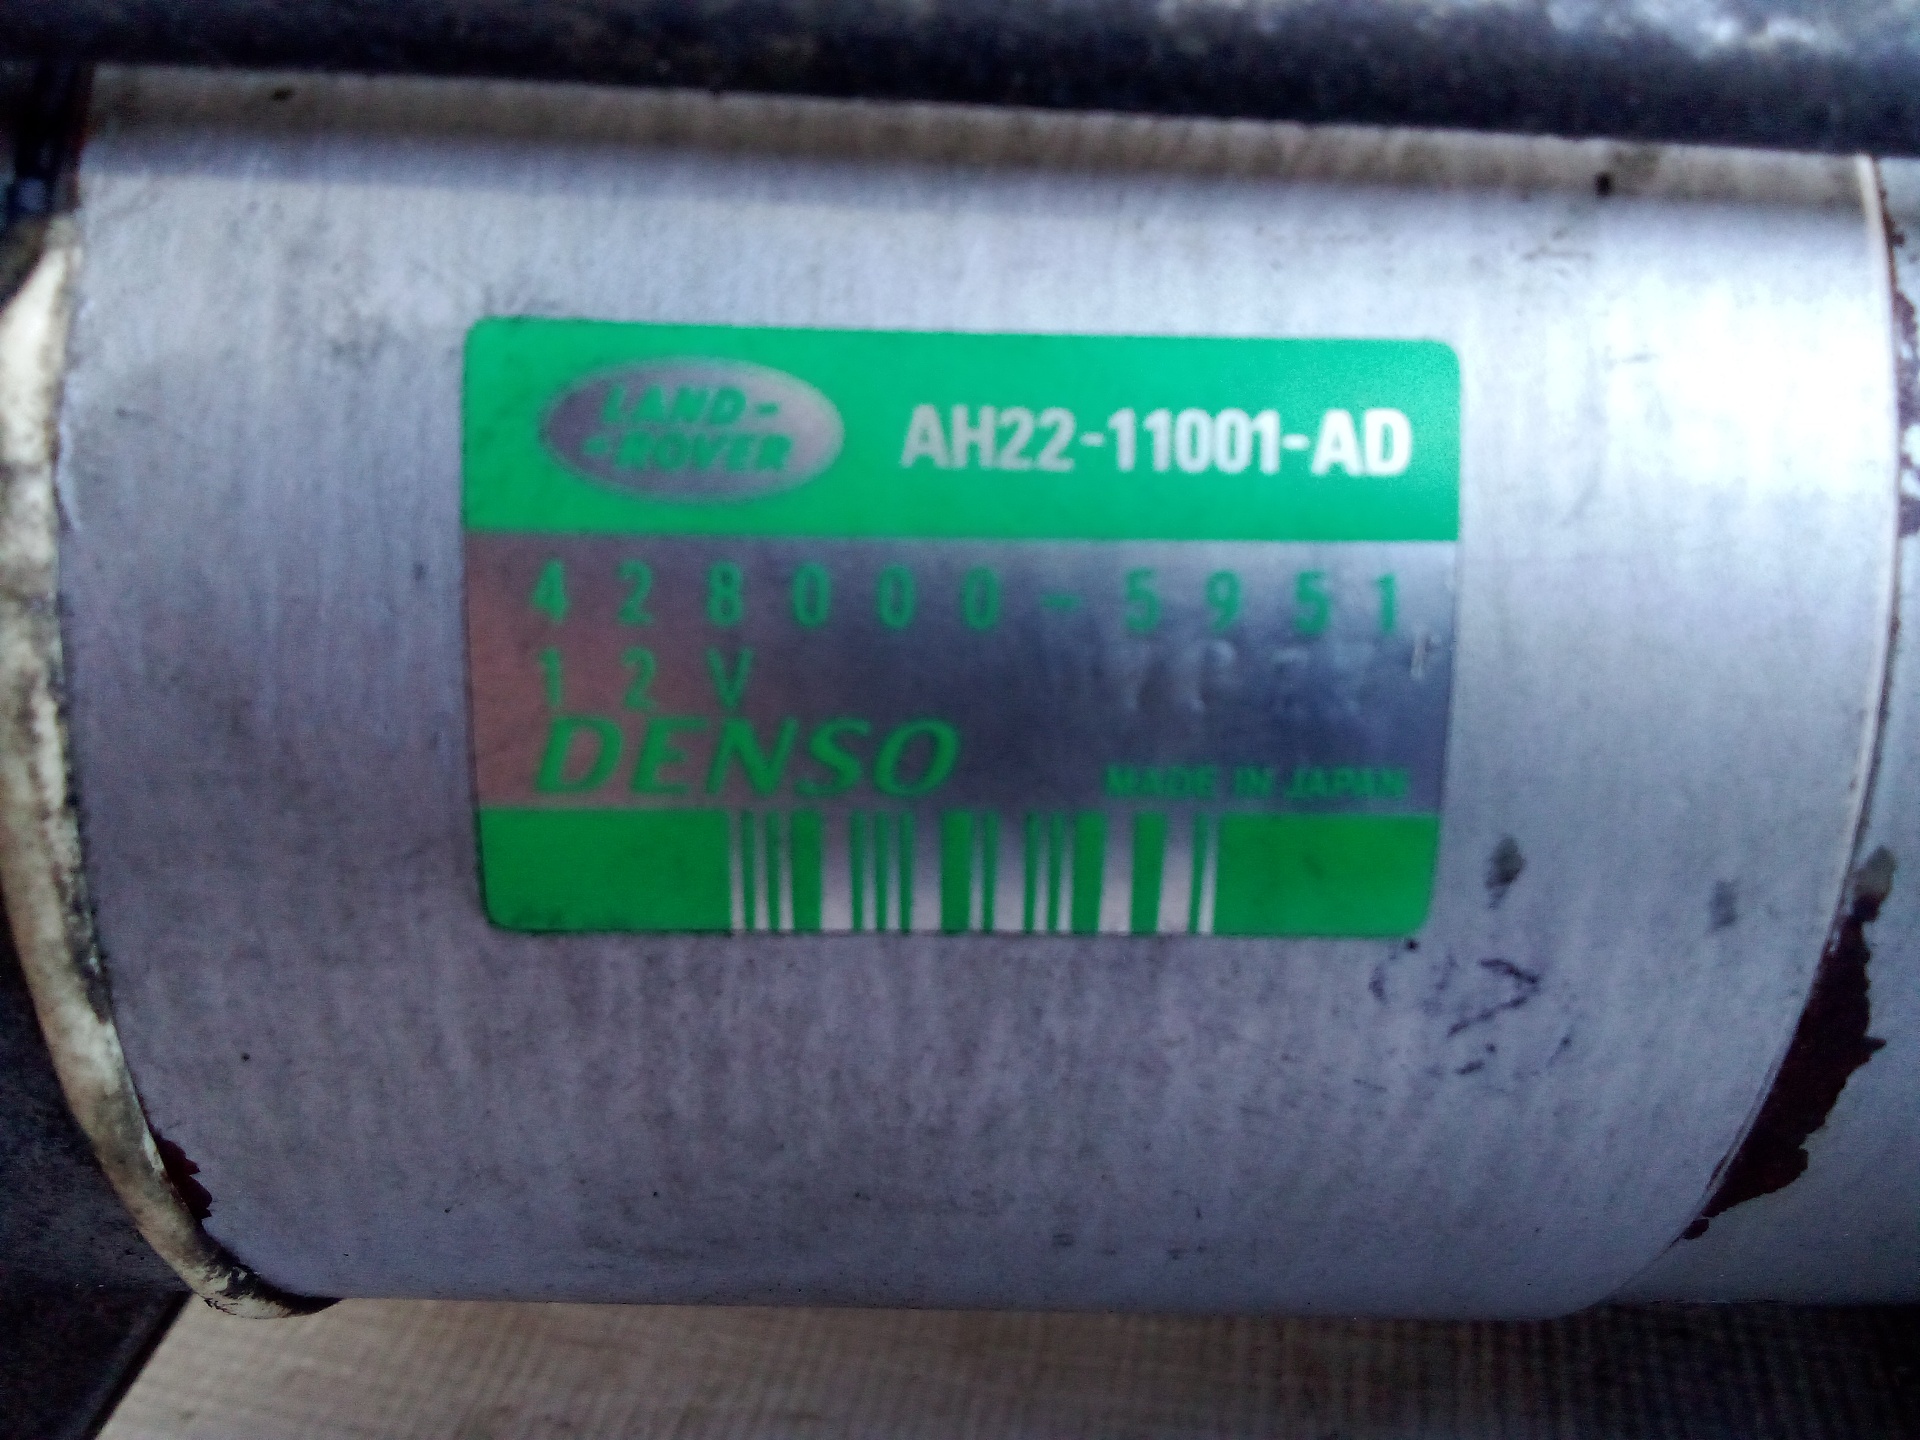 LAND-
-ROVER
AH22-11001-AD
428000-5951
12V
DENSO
MADE IN JAPAN